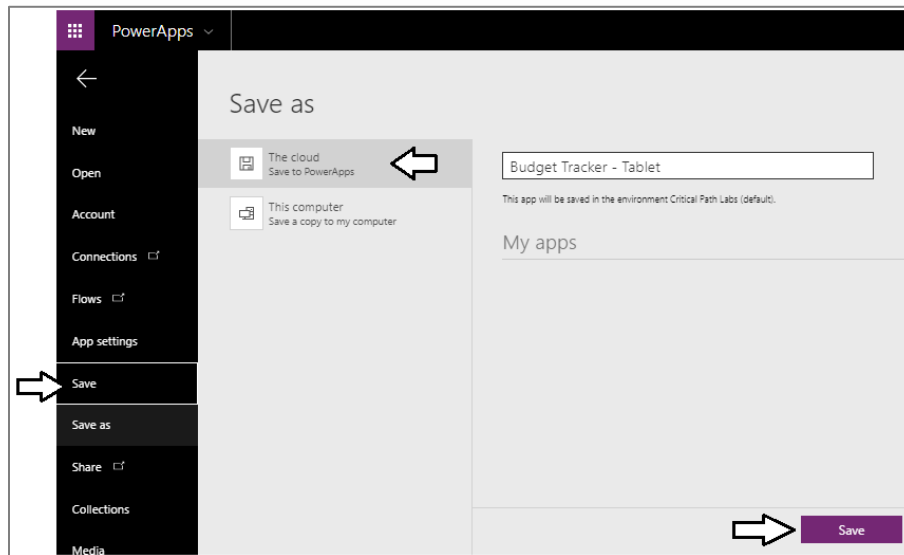 PowerApps
New
Open
Account
Connections
Flows
App settings
Save
Save as
Share
Collections
Media
Save as
The cloud
Save to PowerApps
This computer
Save a copy to my computer
Budget Tracker - Tablet
This app will be saved in the environment Critical Path Labs (default).
My apps
Save